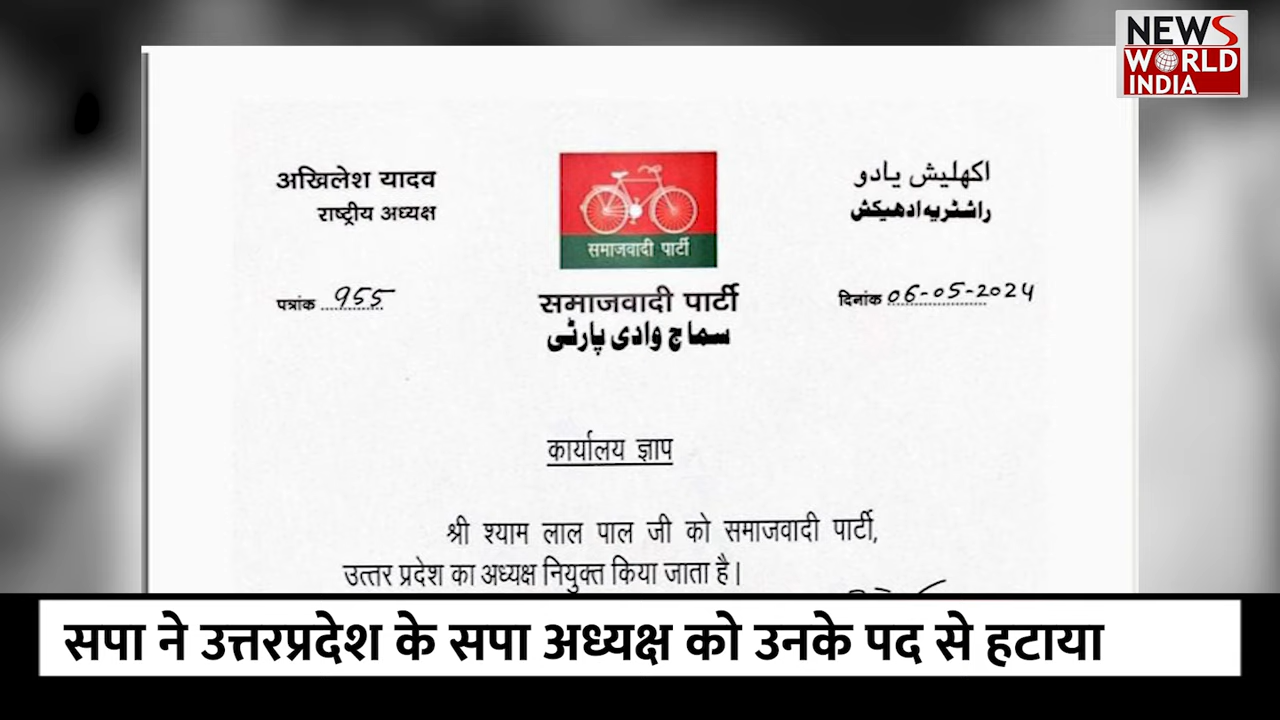 NEWS
WORLD
INDIA
अखिलेश यादव
राष्ट्रीय अध्यक्ष
اکھلیش یادو
راشٹریہ ادھیکش
समाजवादी पार्टी
पत्रांक 955
समाजवादी पार्टी
سماج وادی پارٹی
दिनांक 06-05-2024
कार्यालय ज्ञाप
श्री श्याम लाल पाल जी को समाजवादी पार्टी,
उत्तर प्रदेश का अध्यक्ष नियुक्त किया जाता है।
सपा ने उत्तरप्रदेश के सपा अध्यक्ष को उनके पद से हटाया